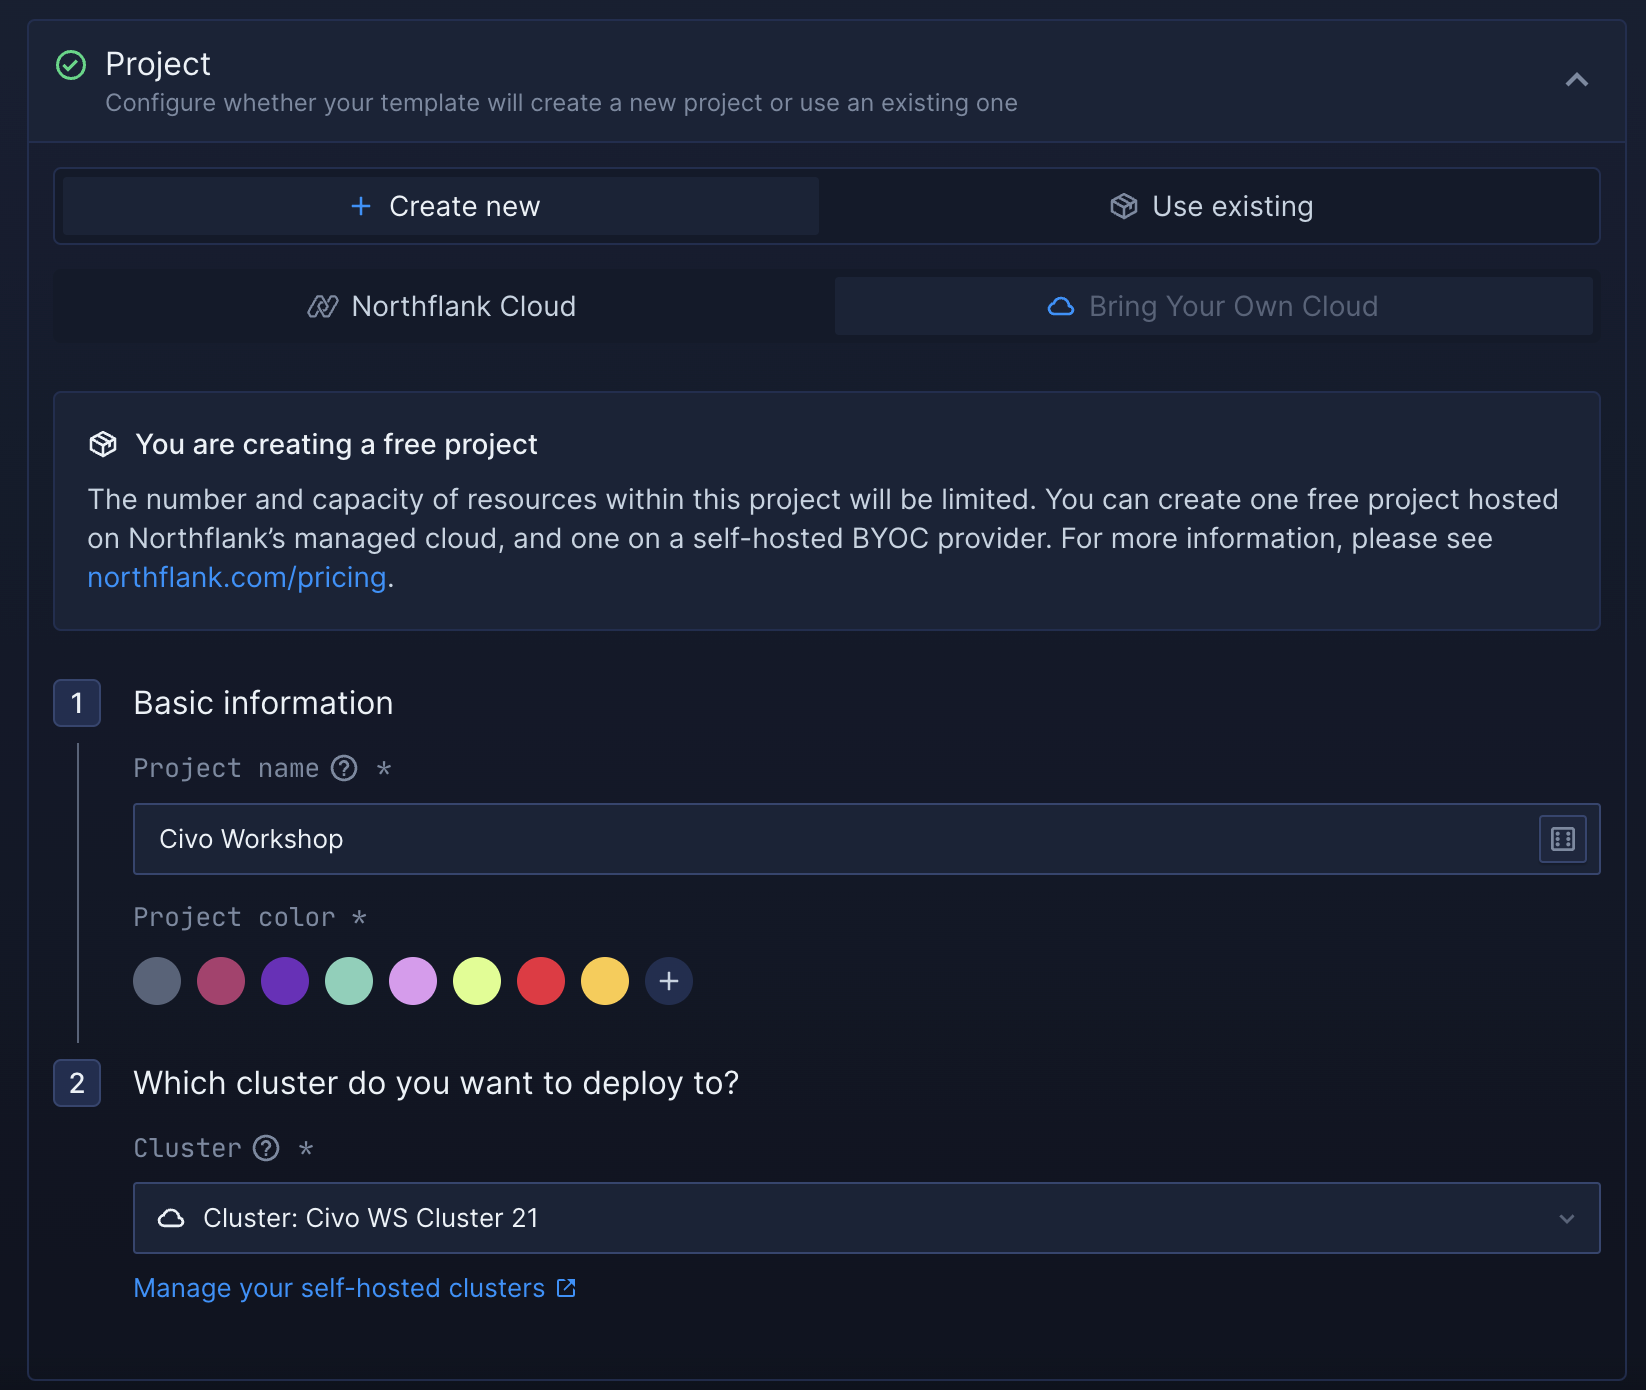 Project
Configure whether your template will create a new project or use an existing one
Create new
Use existing
Northflank Cloud
Bring Your Own Cloud
You are creating a free project
The number and capacity of resources within this project will be limited. You can create one free project hosted
on Northflank’s managed cloud, and one on a self-hosted BYOC provider. For more information, please see
northflank.com/pricing.
1 Basic information
Project name ? *
Civo Workshop
Project color *
2 Which cluster do you want to deploy to?
Cluster ? *
Cluster: Civo WS Cluster 21
Manage your self-hosted clusters